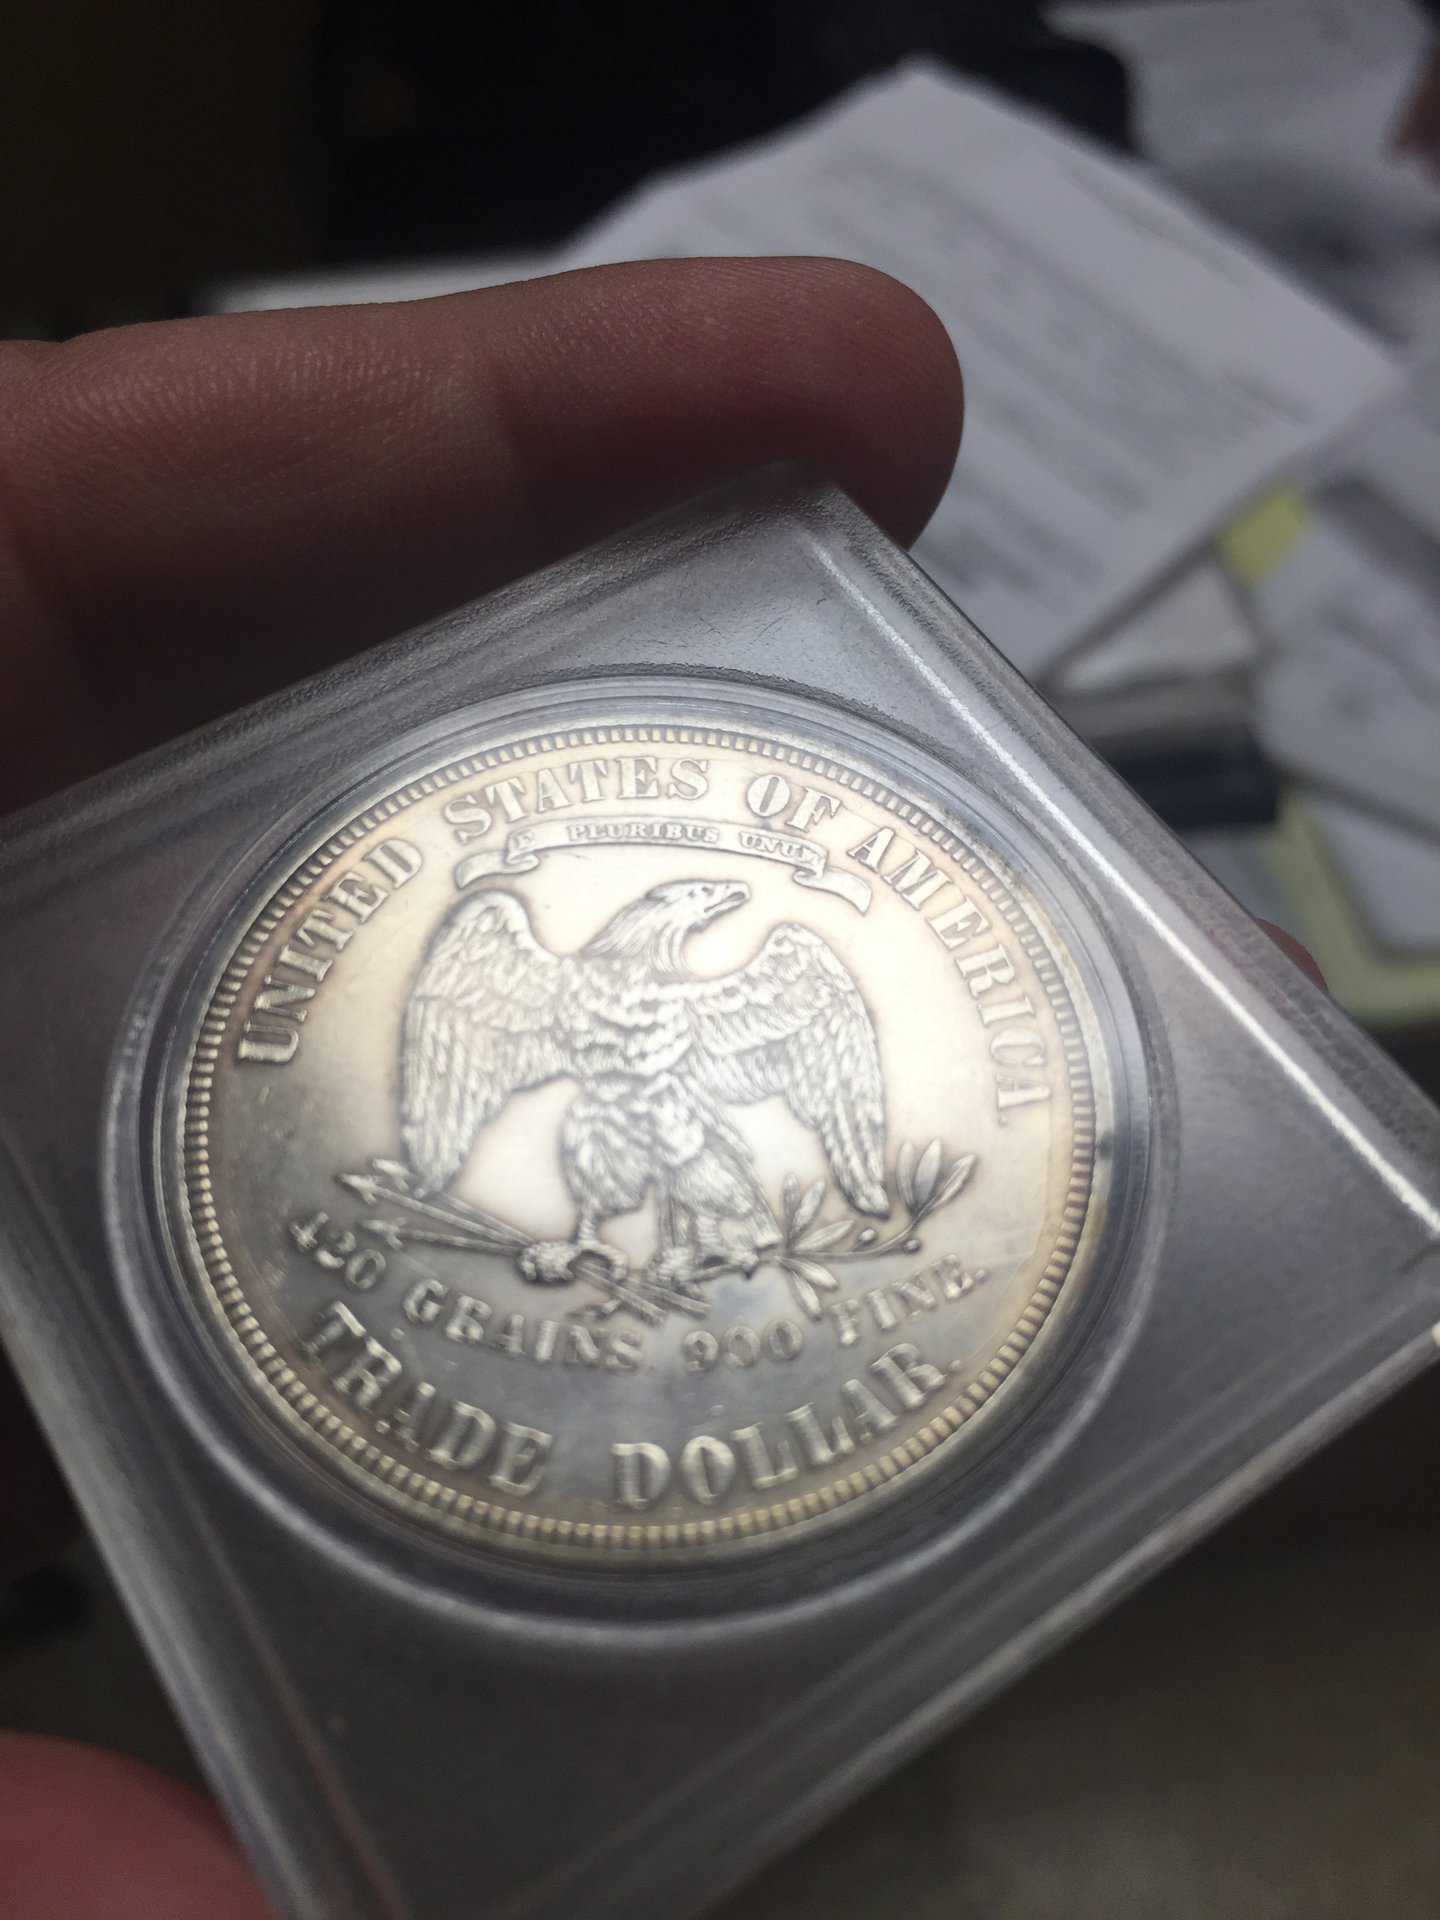 UNITED STATES OF AMERICA
E PLURIBUS UNUM
420 GRAINS. 900 FINE.
TRADE DOLLAR.